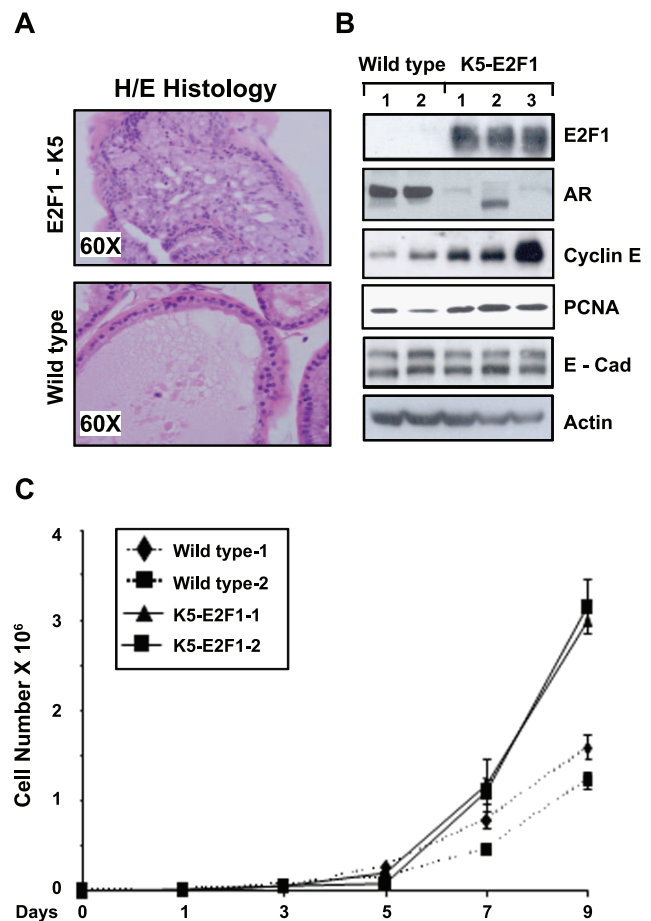 A
H/E Histology
E2F1 - K5
60X
Wild type
60X
B
Wild type K5-E2F1
1 2 1 2 3
E2F1
AR
Cyclin E
PCNA
E - Cad
Actin
C
Cell Number X 10⁶
4
3
2
1
0
Wild type-1
Wild type-2
K5-E2F1-1
K5-E2F1-2
Days 0 1 3 5 7 9